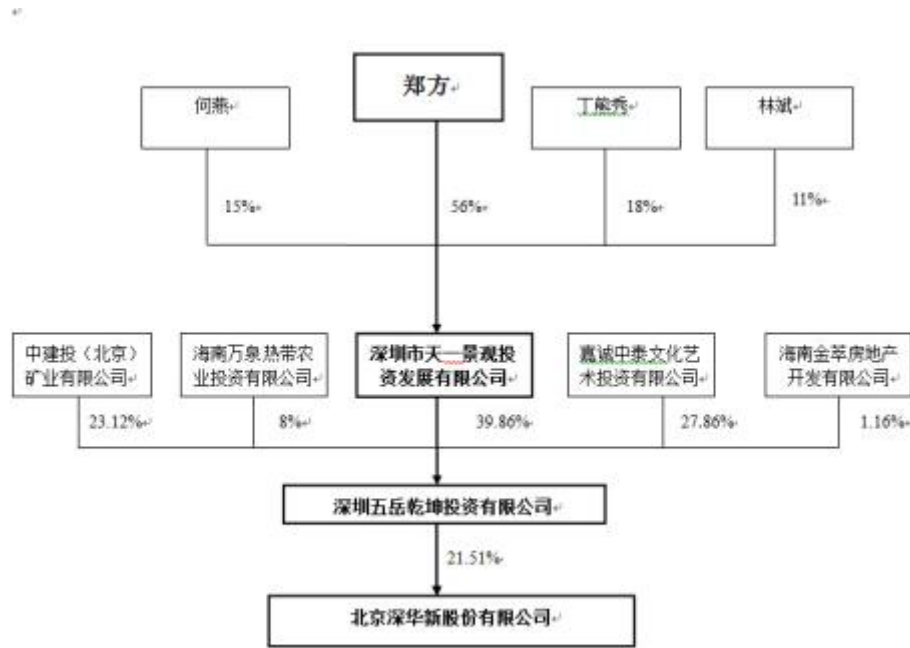 郑方
何燕
丁熊秀
林斌
15%
56%
18%
11%
中建投（北京）
矿业有限公司
海南万泉热带农
业投资有限公司
深圳市天一景观投
资发展有限公司
嘉诚中泰文化艺
术投资有限公司
海南金萃房地产
开发有限公司
23.12%
8%
39.86%
27.86%
1.16%
深圳五岳乾坤投资有限公司
21.51%
北京深华新股份有限公司